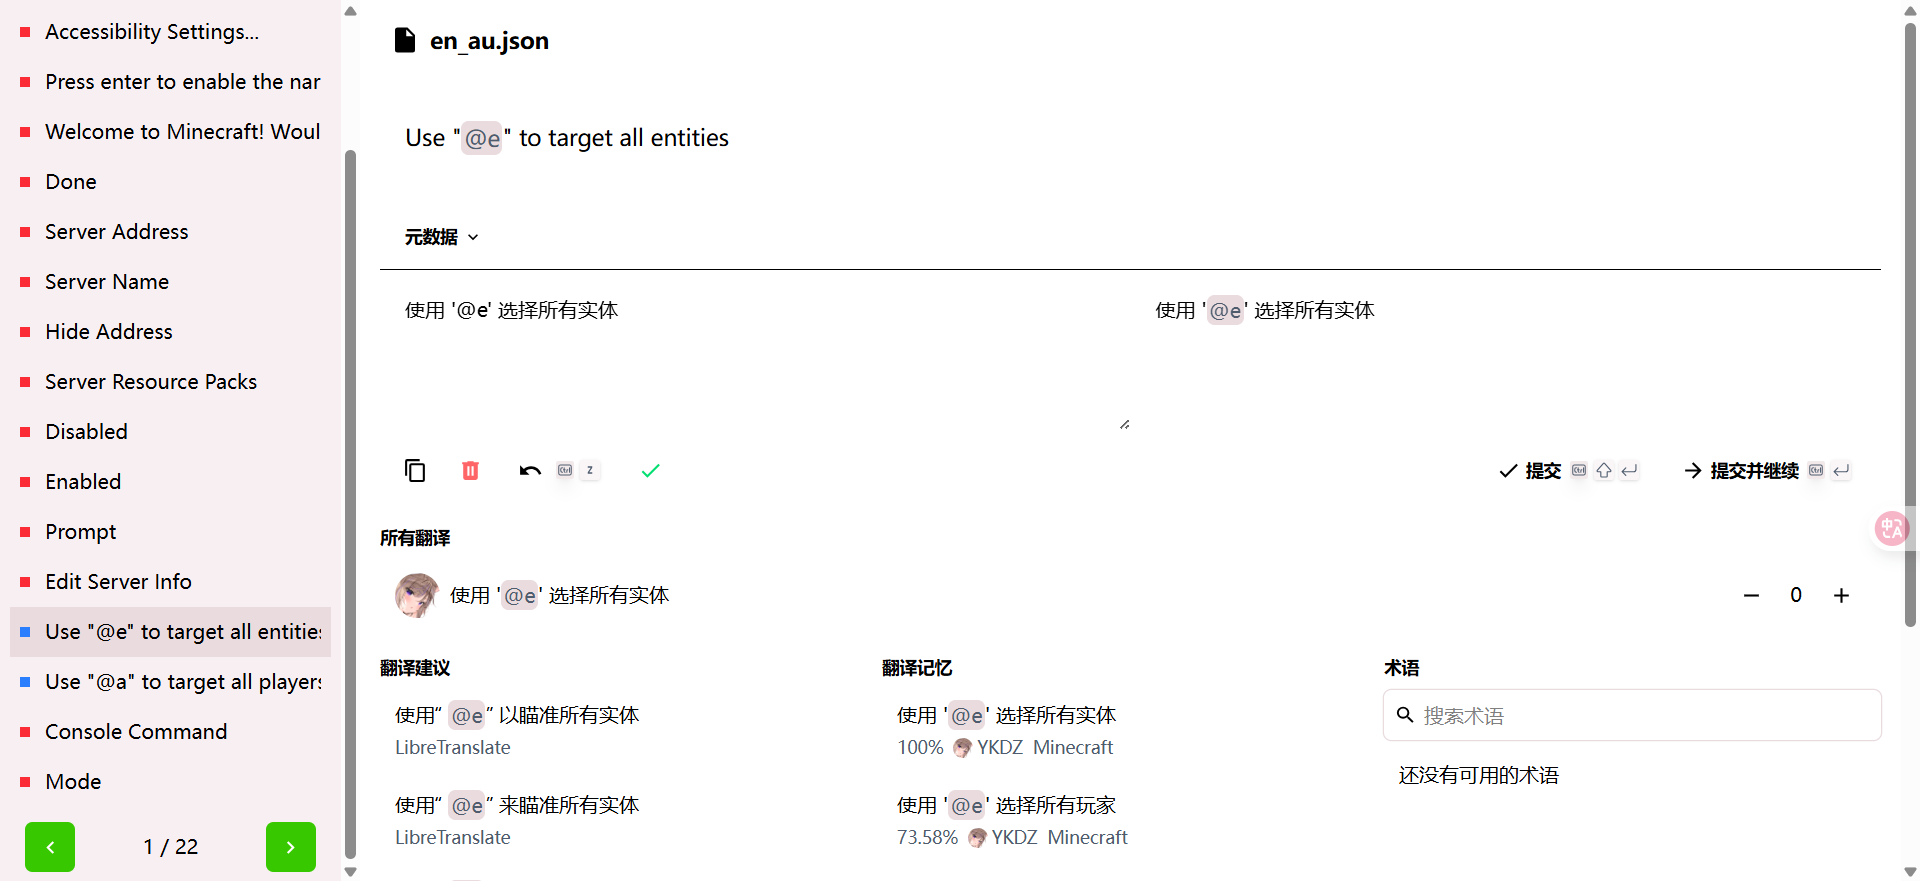 Accessibility Settings...
Press enter to enable the nar
Welcome to Minecraft! Woul
Done
Server Address
Server Name
Hide Address
Server Resource Packs
Disabled
Enabled
Prompt
Edit Server Info
Use "@e" to target all entities
Use "@a" to target all players
Console Command
Mode
1 / 22
en_au.json
Use "@e" to target all entities
元数据
使用 '@e' 选择所有实体
使用 '@e' 选择所有实体
Ctrl Z
提交 Ctrl
提交并继续 Ctrl
所有翻译
使用 '@e' 选择所有实体
0
翻译建议
使用“ @e” 以瞄准所有实体
LibreTranslate
使用“ @e” 来瞄准所有实体
LibreTranslate
翻译记忆
使用 '@e' 选择所有实体
100% YKDZ Minecraft
使用 '@e' 选择所有玩家
73.58% YKDZ Minecraft
术语
搜索术语
还没有可用的术语
中 A